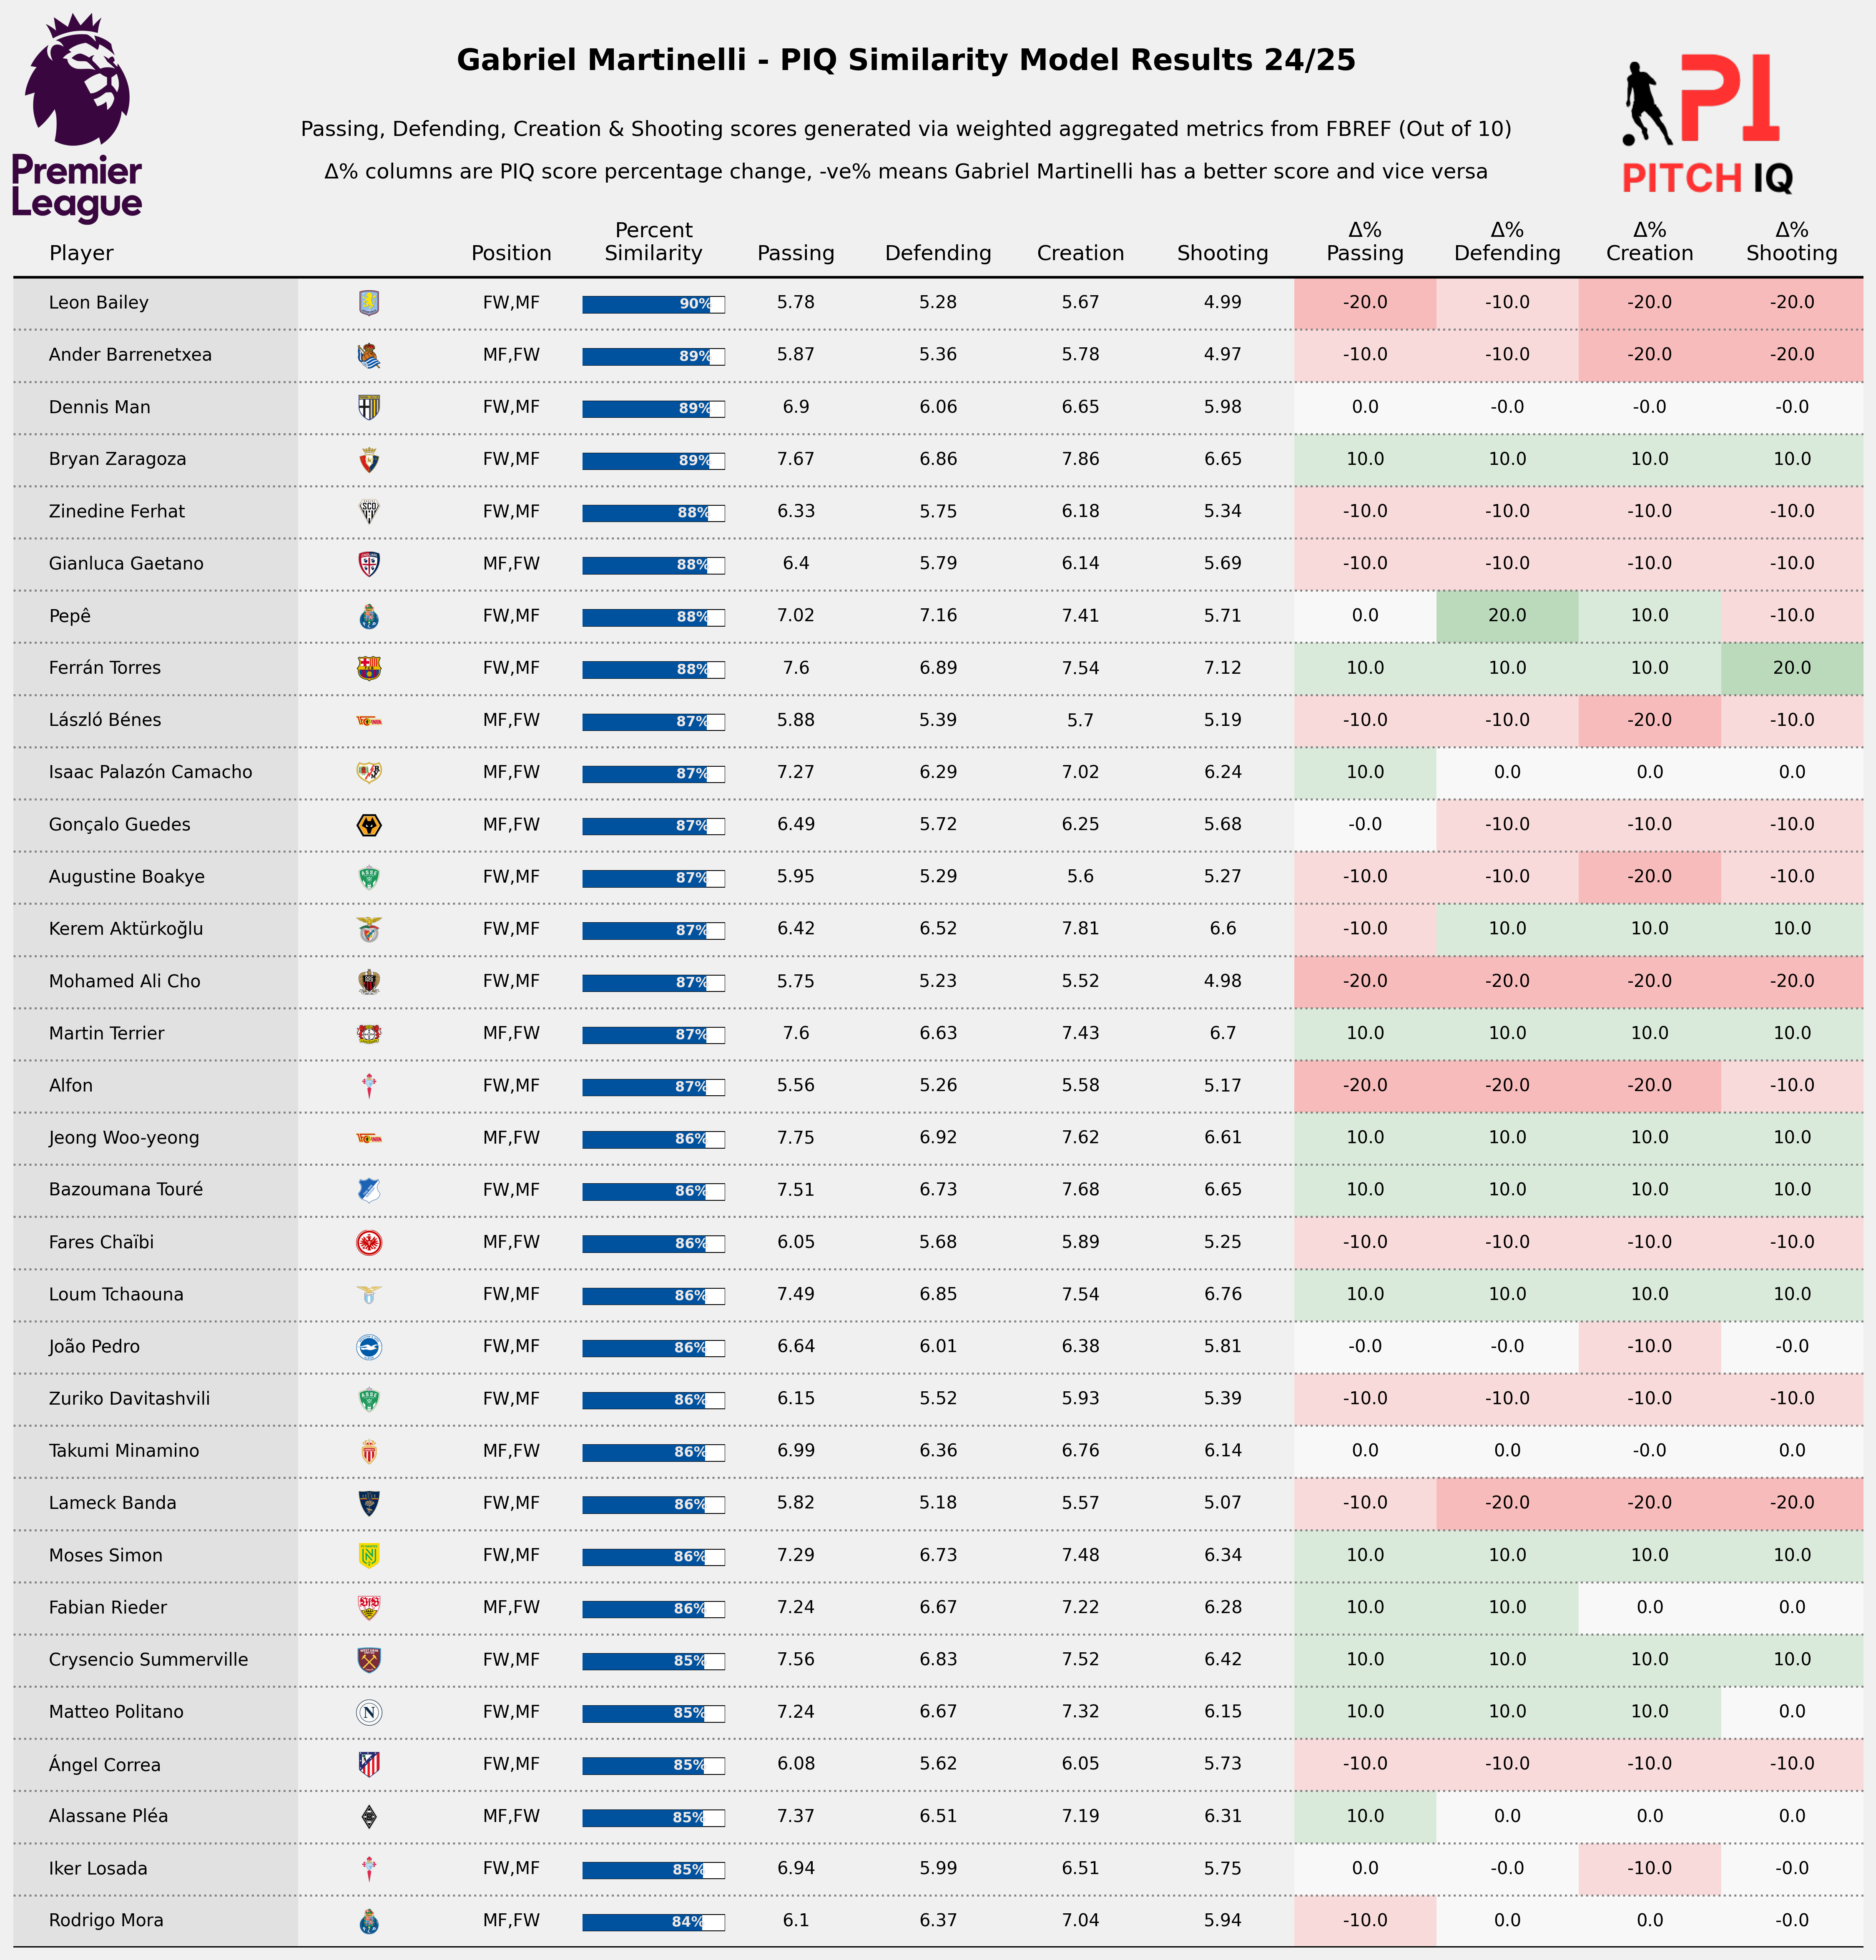 Gabriel Martinelli - PIQ Similarity Model Results 24/25
Passing, Defending, Creation & Shooting scores generated via weighted aggregated metrics from FBREF (Out of 10)
Δ% columns are PIQ score percentage change, -ve% means Gabriel Martinelli has a better score and vice versa
Premier
League
PI
PITCH IQ
Player Position Percent Similarity Passing Defending Creation Shooting Δ% Passing Δ% Defending Δ% Creation Δ% Shooting
Leon Bailey FW,MF 90% 5.78 5.28 5.67 4.99 -20.0 -10.0 -20.0 -20.0
Ander Barrenetxea MF,FW 89% 5.87 5.36 5.78 4.97 -10.0 -10.0 -20.0 -20.0
Dennis Man FW,MF 89% 6.9 6.06 6.65 5.98 0.0 -0.0 -0.0 -0.0
Bryan Zaragoza FW,MF 89% 7.67 6.86 7.86 6.65 10.0 10.0 10.0 10.0
Zinedine Ferhat FW,MF 88% 6.33 5.75 6.18 5.34 -10.0 -10.0 -10.0 -10.0
Gianluca Gaetano MF,FW 88% 6.4 5.79 6.14 5.69 -10.0 -10.0 -10.0 -10.0
Pepê FW,MF 88% 7.02 7.16 7.41 5.71 0.0 20.0 10.0 -10.0
Ferrán Torres FW,MF 88% 7.6 6.89 7.54 7.12 10.0 10.0 10.0 20.0
László Bénes MF,FW 87% 5.88 5.39 5.7 5.19 -10.0 -10.0 -20.0 -10.0
Isaac Palazón Camacho MF,FW 87% 7.27 6.29 7.02 6.24 10.0 0.0 0.0 0.0
Gonçalo Guedes MF,FW 87% 6.49 5.72 6.25 5.68 -0.0 -10.0 -10.0 -10.0
Augustine Boakye FW,MF 87% 5.95 5.29 5.6 5.27 -10.0 -10.0 -20.0 -10.0
Kerem Aktürkoğlu FW,MF 87% 6.42 6.52 7.81 6.6 -10.0 10.0 10.0 10.0
Mohamed Ali Cho FW,MF 87% 5.75 5.23 5.52 4.98 -20.0 -20.0 -20.0 -20.0
Martin Terrier MF,FW 87% 7.6 6.63 7.43 6.7 10.0 10.0 10.0 10.0
Alfon FW,MF 87% 5.56 5.26 5.58 5.17 -20.0 -20.0 -20.0 -10.0
Jeong Woo-yeong MF,FW 86% 7.75 6.92 7.62 6.61 10.0 10.0 10.0 10.0
Bazoumana Touré FW,MF 86% 7.51 6.73 7.68 6.65 10.0 10.0 10.0 10.0
Fares Chaïbi MF,FW 86% 6.05 5.68 5.89 5.25 -10.0 -10.0 -10.0 -10.0
Loum Tchaouna FW,MF 86% 7.49 6.85 7.54 6.76 10.0 10.0 10.0 10.0
João Pedro FW,MF 86% 6.64 6.01 6.38 5.81 -0.0 -0.0 -10.0 -0.0
Zuriko Davitashvili FW,MF 86% 6.15 5.52 5.93 5.39 -10.0 -10.0 -10.0 -10.0
Takumi Minamino MF,FW 86% 6.99 6.36 6.76 6.14 0.0 0.0 -0.0 0.0
Lameck Banda FW,MF 86% 5.82 5.18 5.57 5.07 -10.0 -20.0 -20.0 -20.0
Moses Simon FW,MF 86% 7.29 6.73 7.48 6.34 10.0 10.0 10.0 10.0
Fabian Rieder MF,FW 86% 7.24 6.67 7.22 6.28 10.0 10.0 0.0 0.0
Crysencio Summerville FW,MF 85% 7.56 6.83 7.52 6.42 10.0 10.0 10.0 10.0
Matteo Politano FW,MF 85% 7.24 6.67 7.32 6.15 10.0 10.0 10.0 0.0
Ángel Correa FW,MF 85% 6.08 5.62 6.05 5.73 -10.0 -10.0 -10.0 -10.0
Alassane Pléa MF,FW 85% 7.37 6.51 7.19 6.31 10.0 0.0 0.0 0.0
Iker Losada FW,MF 85% 6.94 5.99 6.51 5.75 0.0 -0.0 -10.0 -0.0
Rodrigo Mora MF,FW 84% 6.1 6.37 7.04 5.94 -10.0 0.0 0.0 -0.0